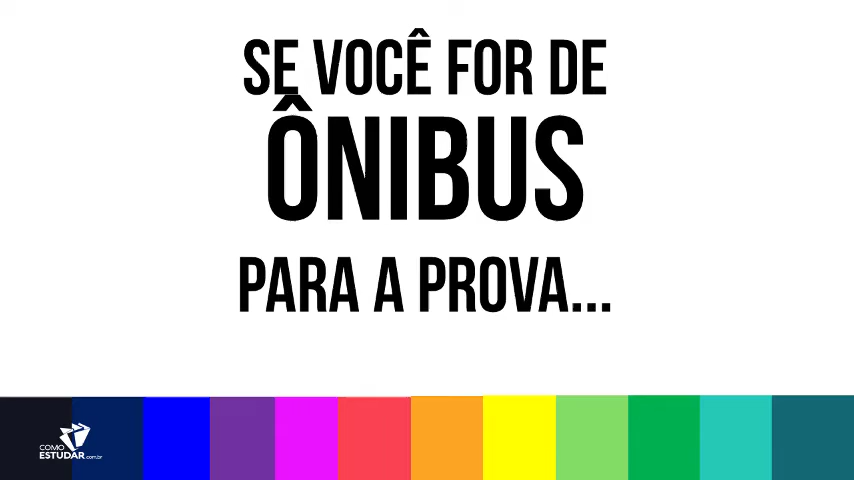 SE VOCÊ FOR DE
ÔNIBUS
PARA A PROVA...
COMO
ESTUDAR.com.br